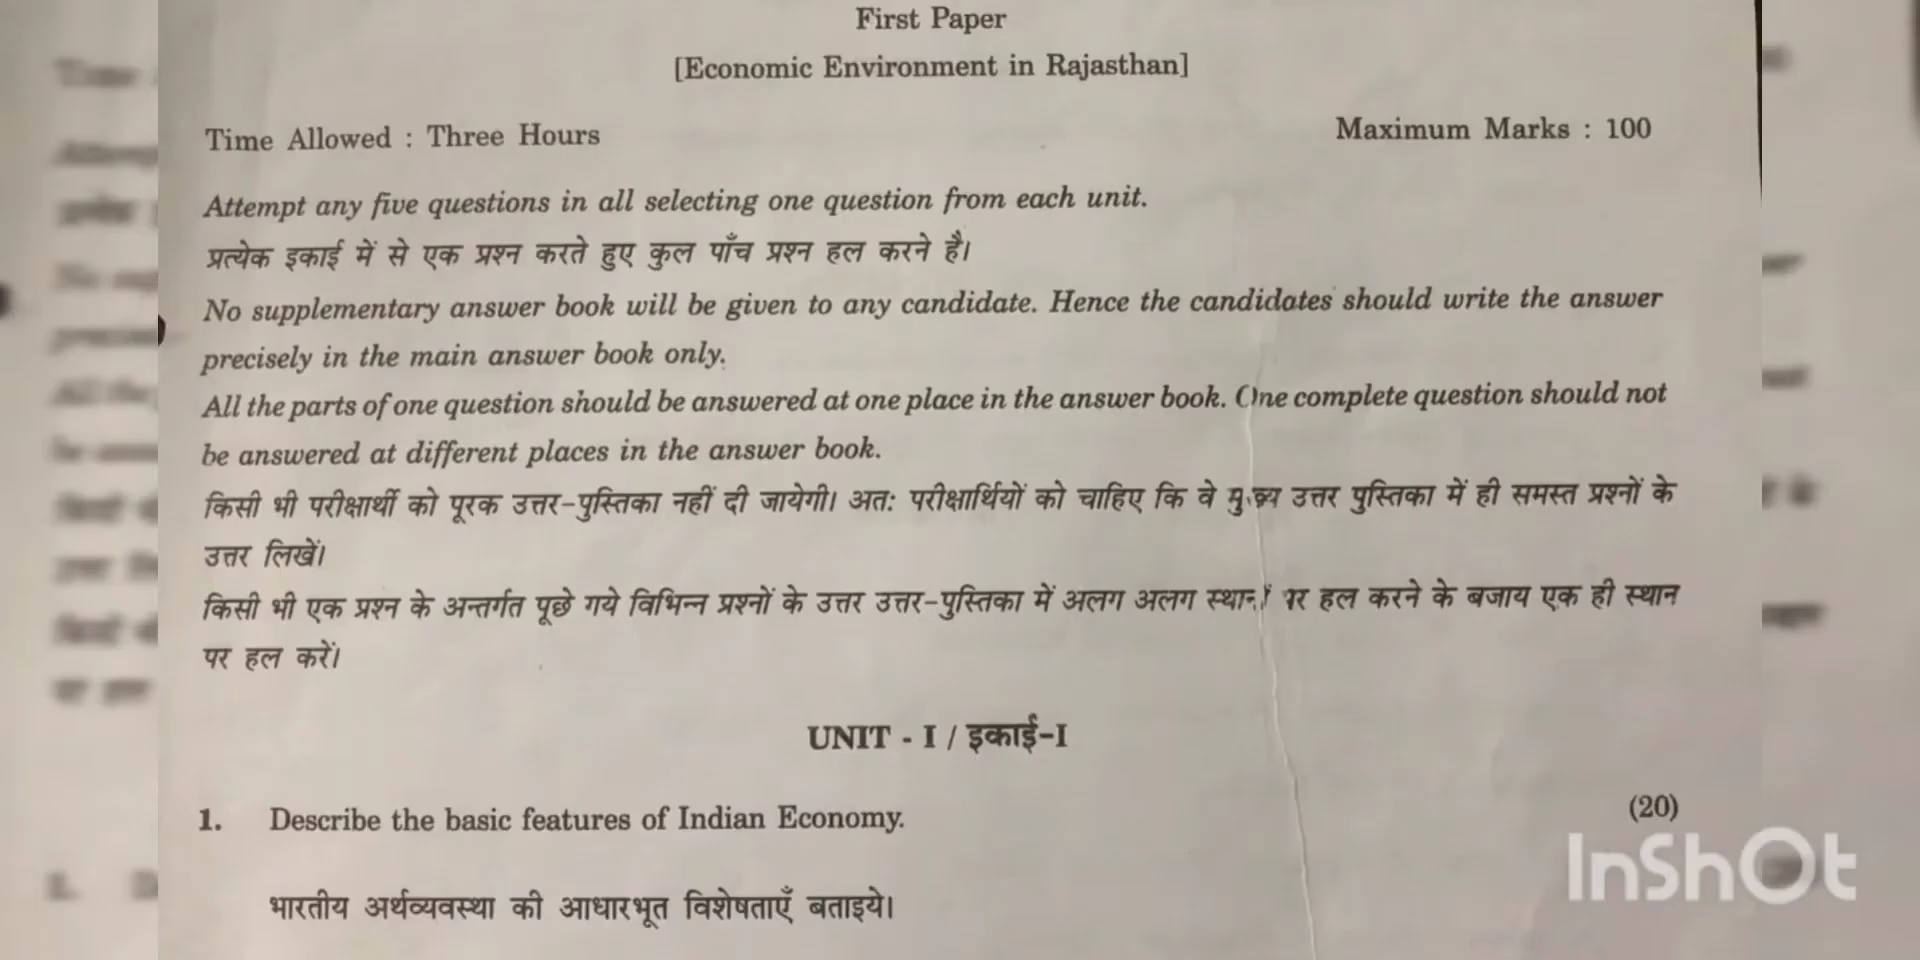 First Paper
[Economic Environment in Rajasthan]
Time Allowed : Three Hours
Maximum Marks : 100
Attempt any five questions in all selecting one question from each unit.
प्रत्येक इकाई में से एक प्रश्न करते हुए कुल पाँच प्रश्न हल करने है।
No supplementary answer book will be given to any candidate. Hence the candidates should write the answer
precisely in the main answer book only.
All the parts of one question should be answered at one place in the answer book. One complete question should not
be answered at different places in the answer book.
किसी भी परीक्षार्थी को पूरक उत्तर-पुस्तिका नहीं दी जायेगी। अतः परीक्षार्थियों को चाहिए कि वे मुख्य उत्तर पुस्तिका में ही समस्त प्रश्नों के
उत्तर लिखें।
किसी भी एक प्रश्न के अन्तर्गत पूछे गये विभिन्न प्रश्नों के उत्तर उत्तर-पुस्तिका में अलग अलग स्थानों पर हल करने के बजाय एक ही स्थान
पर हल करें।
UNIT - I / इकाई-I
1. Describe the basic features of Indian Economy. (20)
भारतीय अर्थव्यवस्था की आधारभूत विशेषताएँ बताइये।
InShOt